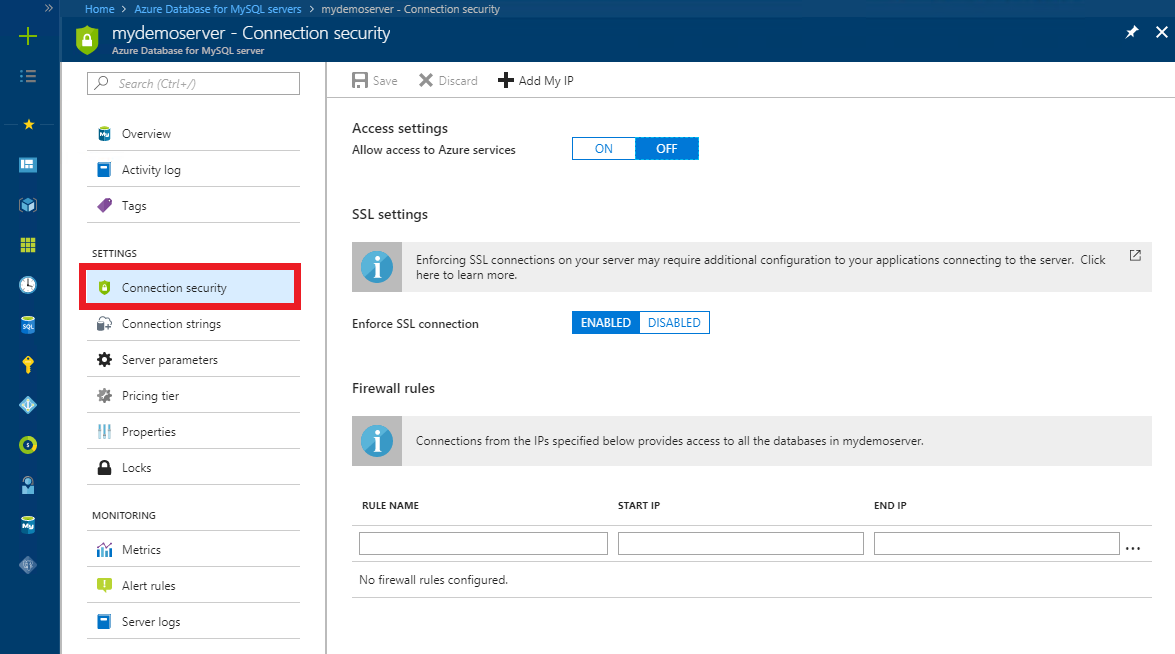 Home > Azure Database for MySQL servers > mydemoserver - Connection security
mydemoserver - Connection security
Azure Database for MySQL server
Search (Ctrl+/)
Overview
Activity log
Tags
SETTINGS
Connection security
Connection strings
Server parameters
Pricing tier
Properties
Locks
MONITORING
Metrics
Alert rules
Server logs
Save Discard Add My IP
Access settings
Allow access to Azure services ON OFF
SSL settings
Enforcing SSL connections on your server may require additional configuration to your applications connecting to the server. Click
here to learn more.
Enforce SSL connection ENABLED DISABLED
Firewall rules
Connections from the IPs specified below provides access to all the databases in mydemoserver.
RULE NAME START IP END IP
...
No firewall rules configured.
SQL
My
My